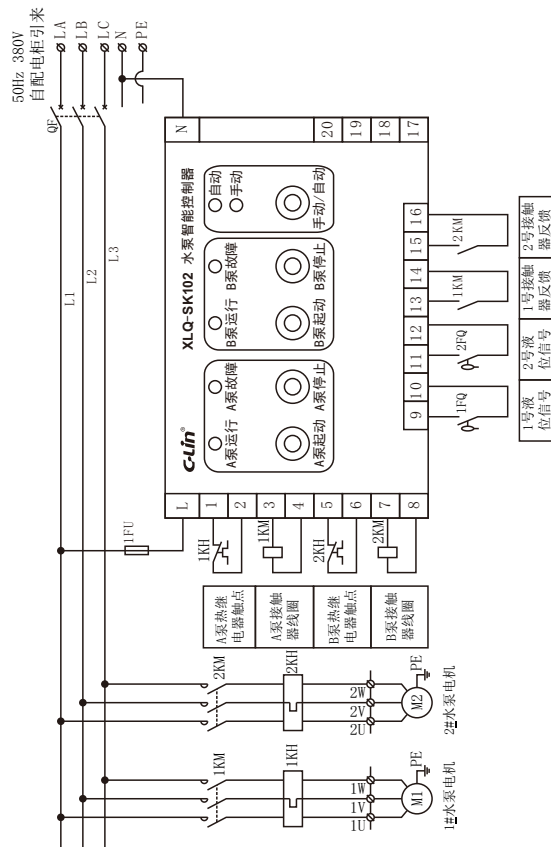 50Hz 380V
自配电柜引来
LA
LB
LC
N
PE
QF
L1
L2
L3
1FU
XLQ-SK102 水泵智能控制器
C-Lin®
A泵运行
A泵故障
A泵起动
A泵停止
B泵运行
B泵故障
B泵起动
B泵停止
自动
手动
手动/自动
L
1
2
3
4
5
6
7
8
N
20
19
18
17
9
10
11
12
13
14
15
16
1KH
1KM
2KH
2KM
A泵热继
电器触点
A泵接触
器线圈
B泵热继
电器触点
B泵接触
器线圈
1FQ
2FQ
1KM
2KM
1号液
位信号
2号液
位信号
1号接触
器反馈
2号接触
器反馈
1KM
1KH
1U
1V
1W
M1
PE
1#水泵电机
2KM
2KH
2U
2V
2W
M2
PE
2#水泵电机